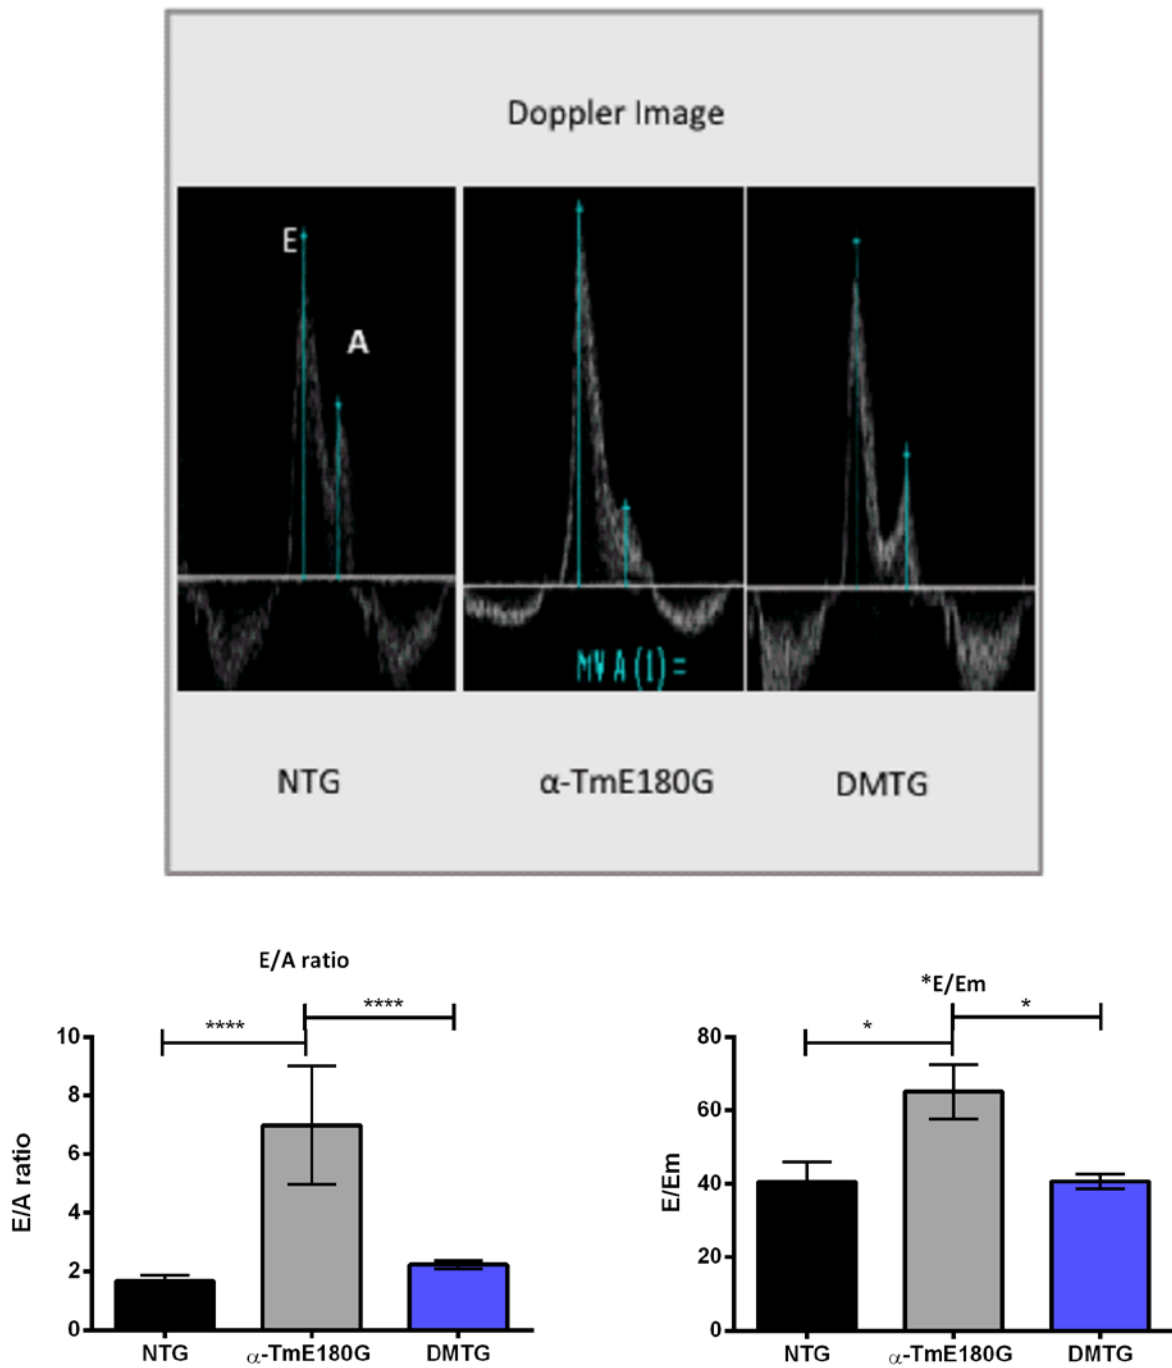 Doppler Image
E
A
MV A (1) =
NTG
α-TmE180G
DMTG
E/A ratio
****
****
10
8
6
4
2
0
E/A ratio
NTG
α-TmE180G
DMTG
*E/Em
*
*
80
60
40
20
0
E/Em
NTG
α-TmE180G
DMTG